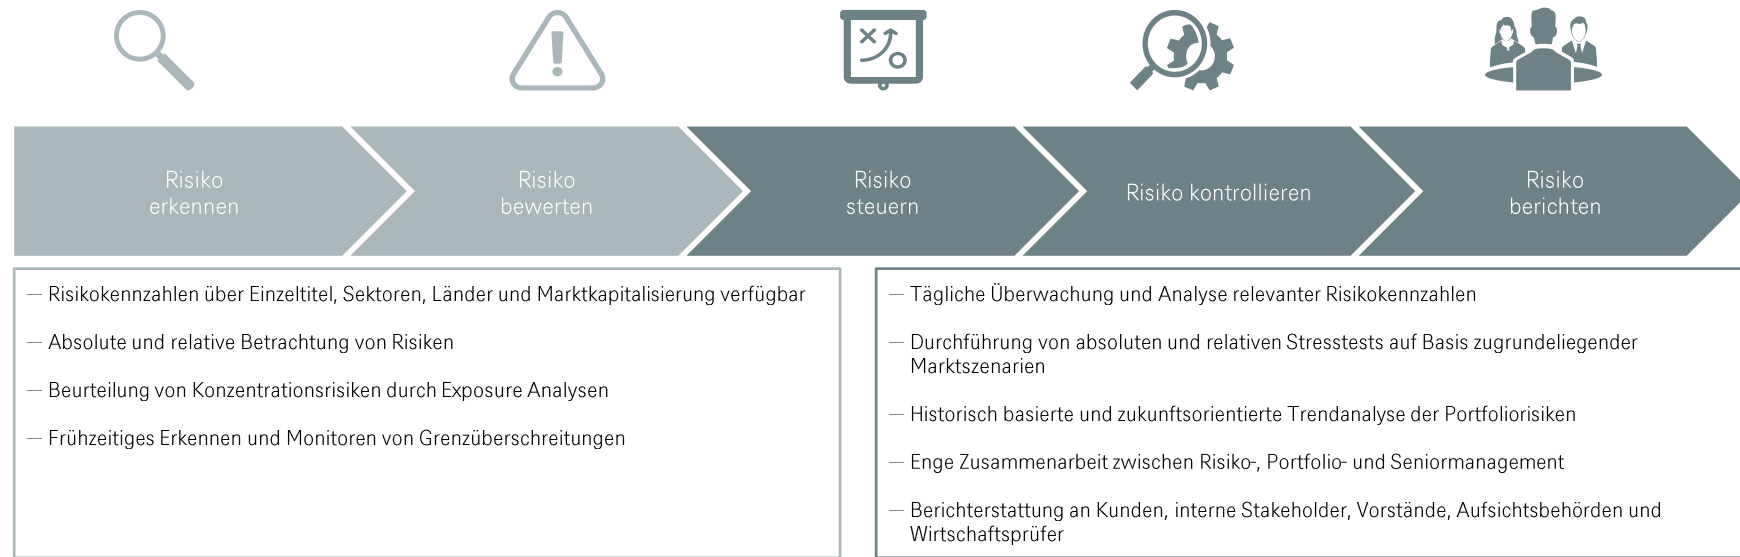 Risiko
erkennen
Risiko
bewerten
Risiko
steuern
Risiko kontrollieren
Risiko
berichten
— Risikokennzahlen über Einzeltitel, Sektoren, Länder und Marktkapitalisierung verfügbar
— Absolute und relative Betrachtung von Risiken
— Beurteilung von Konzentrationsrisiken durch Exposure Analysen
— Frühzeitiges Erkennen und Monitoren von Grenzüberschreitungen
— Tägliche Überwachung und Analyse relevanter Risikokennzahlen
— Durchführung von absoluten und relativen Stresstests auf Basis zugrundeliegender
Marktszenarien
— Historisch basierte und zukunftsorientierte Trendanalyse der Portfoliorisiken
— Enge Zusammenarbeit zwischen Risiko-, Portfolio- und Seniormanagement
— Berichterstattung an Kunden, interne Stakeholder, Vorstände, Aufsichtsbehörden und
Wirtschaftsprüfer